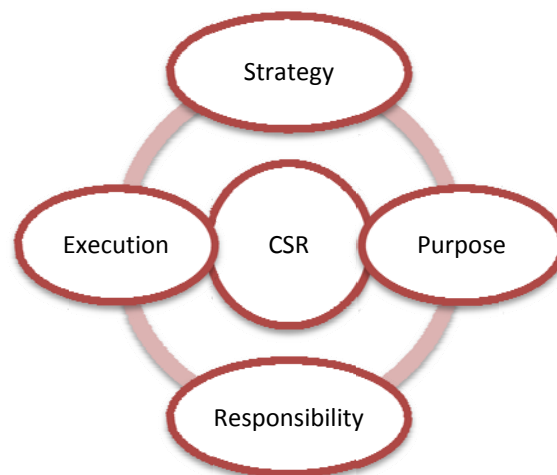 Strategy
Execution
CSR
Purpose
Responsibility